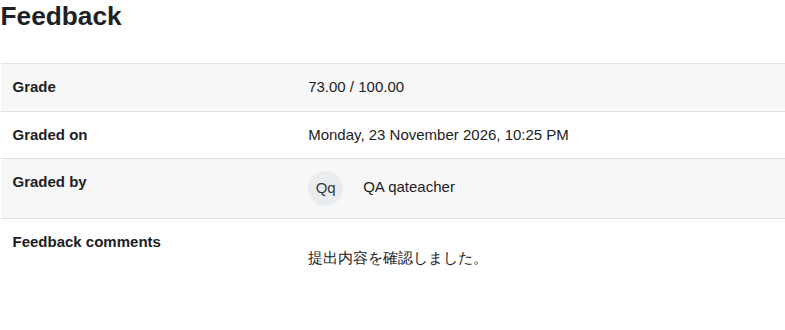 Feedback
Grade 73.00 / 100.00
Graded on Monday, 23 November 2026, 10:25 PM
Graded by Qq QA qateacher
Feedback comments
提出内容を確認しました。